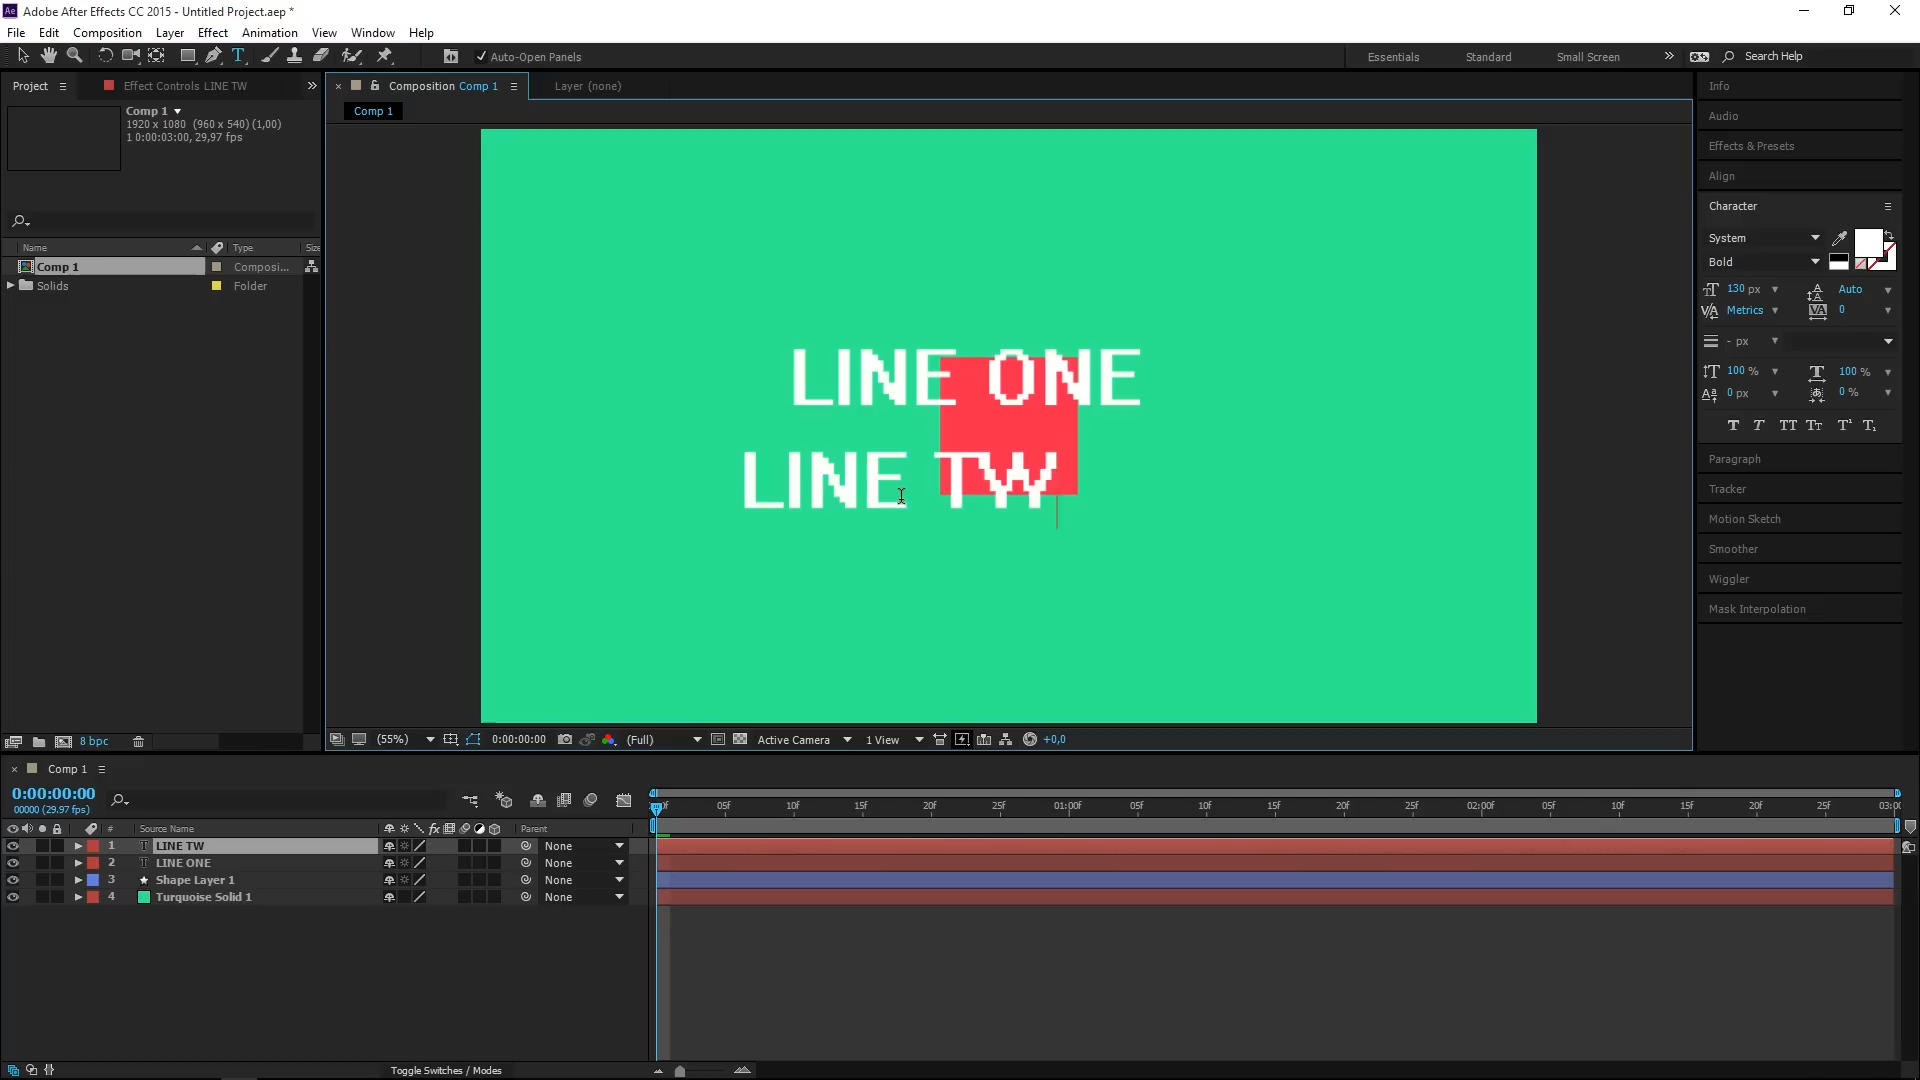 Ae Adobe After Effects CC 2015 - Untitled Project.aep *
File Edit Composition Layer Effect Animation View Window Help
Auto-Open Panels Essentials Standard Small Screen Search Help
Project Effect Controls LINE TW
Composition Comp 1 Layer (none)
Comp 1
Comp 1
1920 x 1080 (960 x 540) (1,00)
1 0:00:03:00, 29,97 fps
Name Type Size
Comp 1 Composi...
Solids Folder
LINE ONE
LINE TW
8 bpc
(55%) 0:00:00:00 (Full) Active Camera 1 View +0,0
Info
Audio
Effects & Presets
Align
Character
System
Bold
130 px Auto
Metrics 0
- px
100 % 100 %
0 px 0 %
T T TT Tт T¹ T₁
Paragraph
Tracker
Motion Sketch
Smoother
Wiggler
Mask Interpolation
Comp 1
0:00:00:00
00000 (29.97 fps)
05f 10f 15f 20f 25f 01:00f 05f 10f 15f 20f 25f 02:00f 05f 10f 15f 20f 25f
# Source Name Parent
1 T LINE TW None
2 T LINE ONE None
3 Shape Layer 1 None
4 Turquoise Solid 1 None
Toggle Switches / Modes